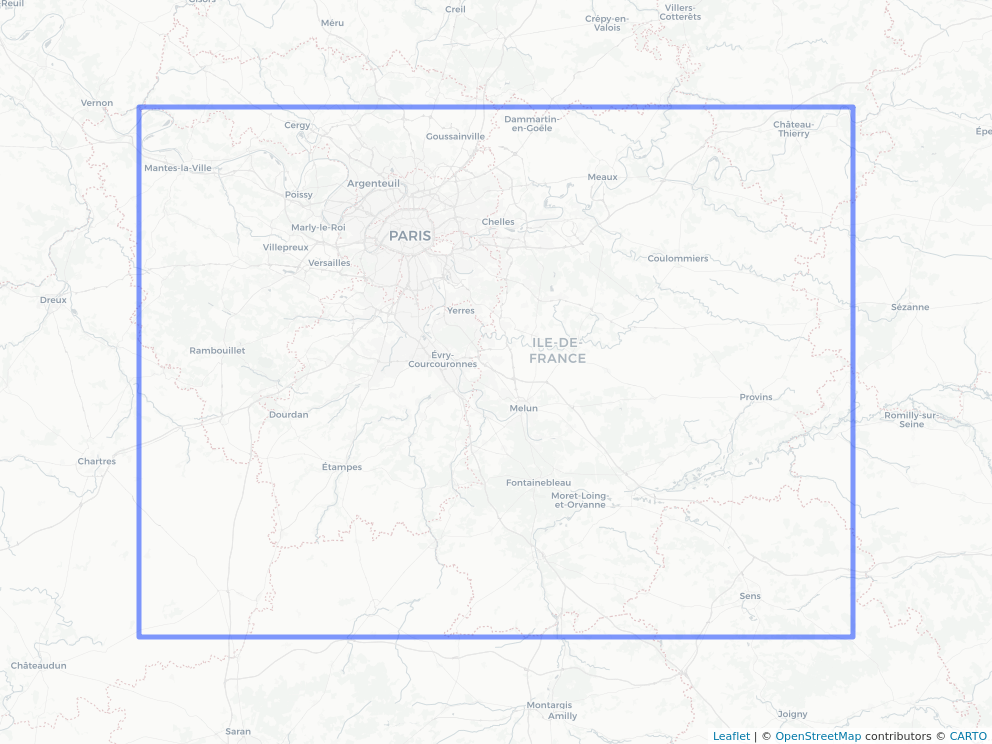 Creil
Villers-
Cotterêts
Méru
Crépy-en-
Valois
Vernon
Dammartin-
en-Goële
Cergy
Goussainville
Château-
Thierry
Mantes-la-Ville
Meaux
Argenteuil
Poissy
Marly-le-Roi
Chelles
PARIS
Villepreux
Versailles
Coulommiers
Dreux
Yerres
Sézanne
ILE-DE-
FRANCE
Rambouillet
Évry-
Courcouronnes
Provins
Dourdan
Melun
Romilly-sur-
Seine
Chartres
Étampes
Fontainebleau
Moret-Loing-
et-Orvanne
Sens
Châteaudun
Montargis
Amilly
Joigny
Saran
Leaflet | © OpenStreetMap contributors © CARTO